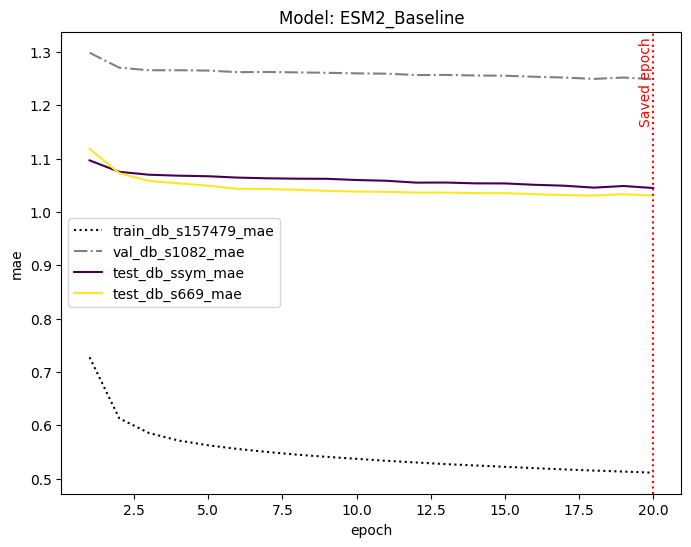 Model: ESM2_Baseline
1.3
1.2
1.1
1.0
0.9
0.8
0.7
0.6
0.5
mae
Saved epoch
train_db_s157479_mae
val_db_s1082_mae
test_db_ssym_mae
test_db_s669_mae
2.5 5.0 7.5 10.0 12.5 15.0 17.5 20.0
epoch